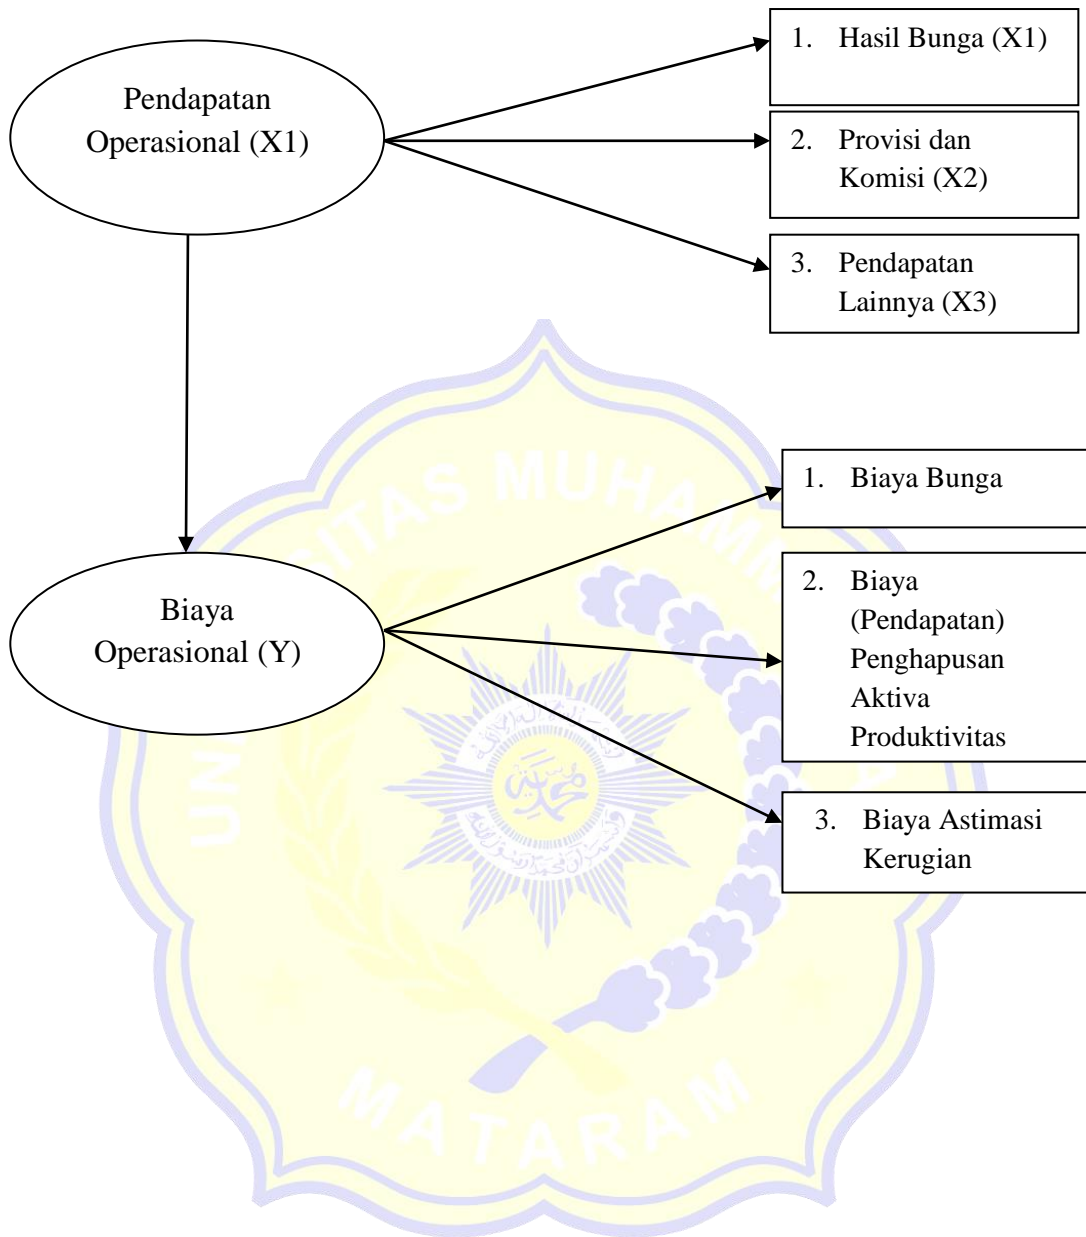 Pendapatan
Operasional (X1)
1. Hasil Bunga (X1)
2. Provisi dan
Komisi (X2)
3. Pendapatan
Lainnya (X3)
Biaya
Operasional (Y)
1. Biaya Bunga
2. Biaya
(Pendapatan)
Penghapusan
Aktiva
Produktivitas
3. Biaya Astimasi
Kerugian
MATARAM